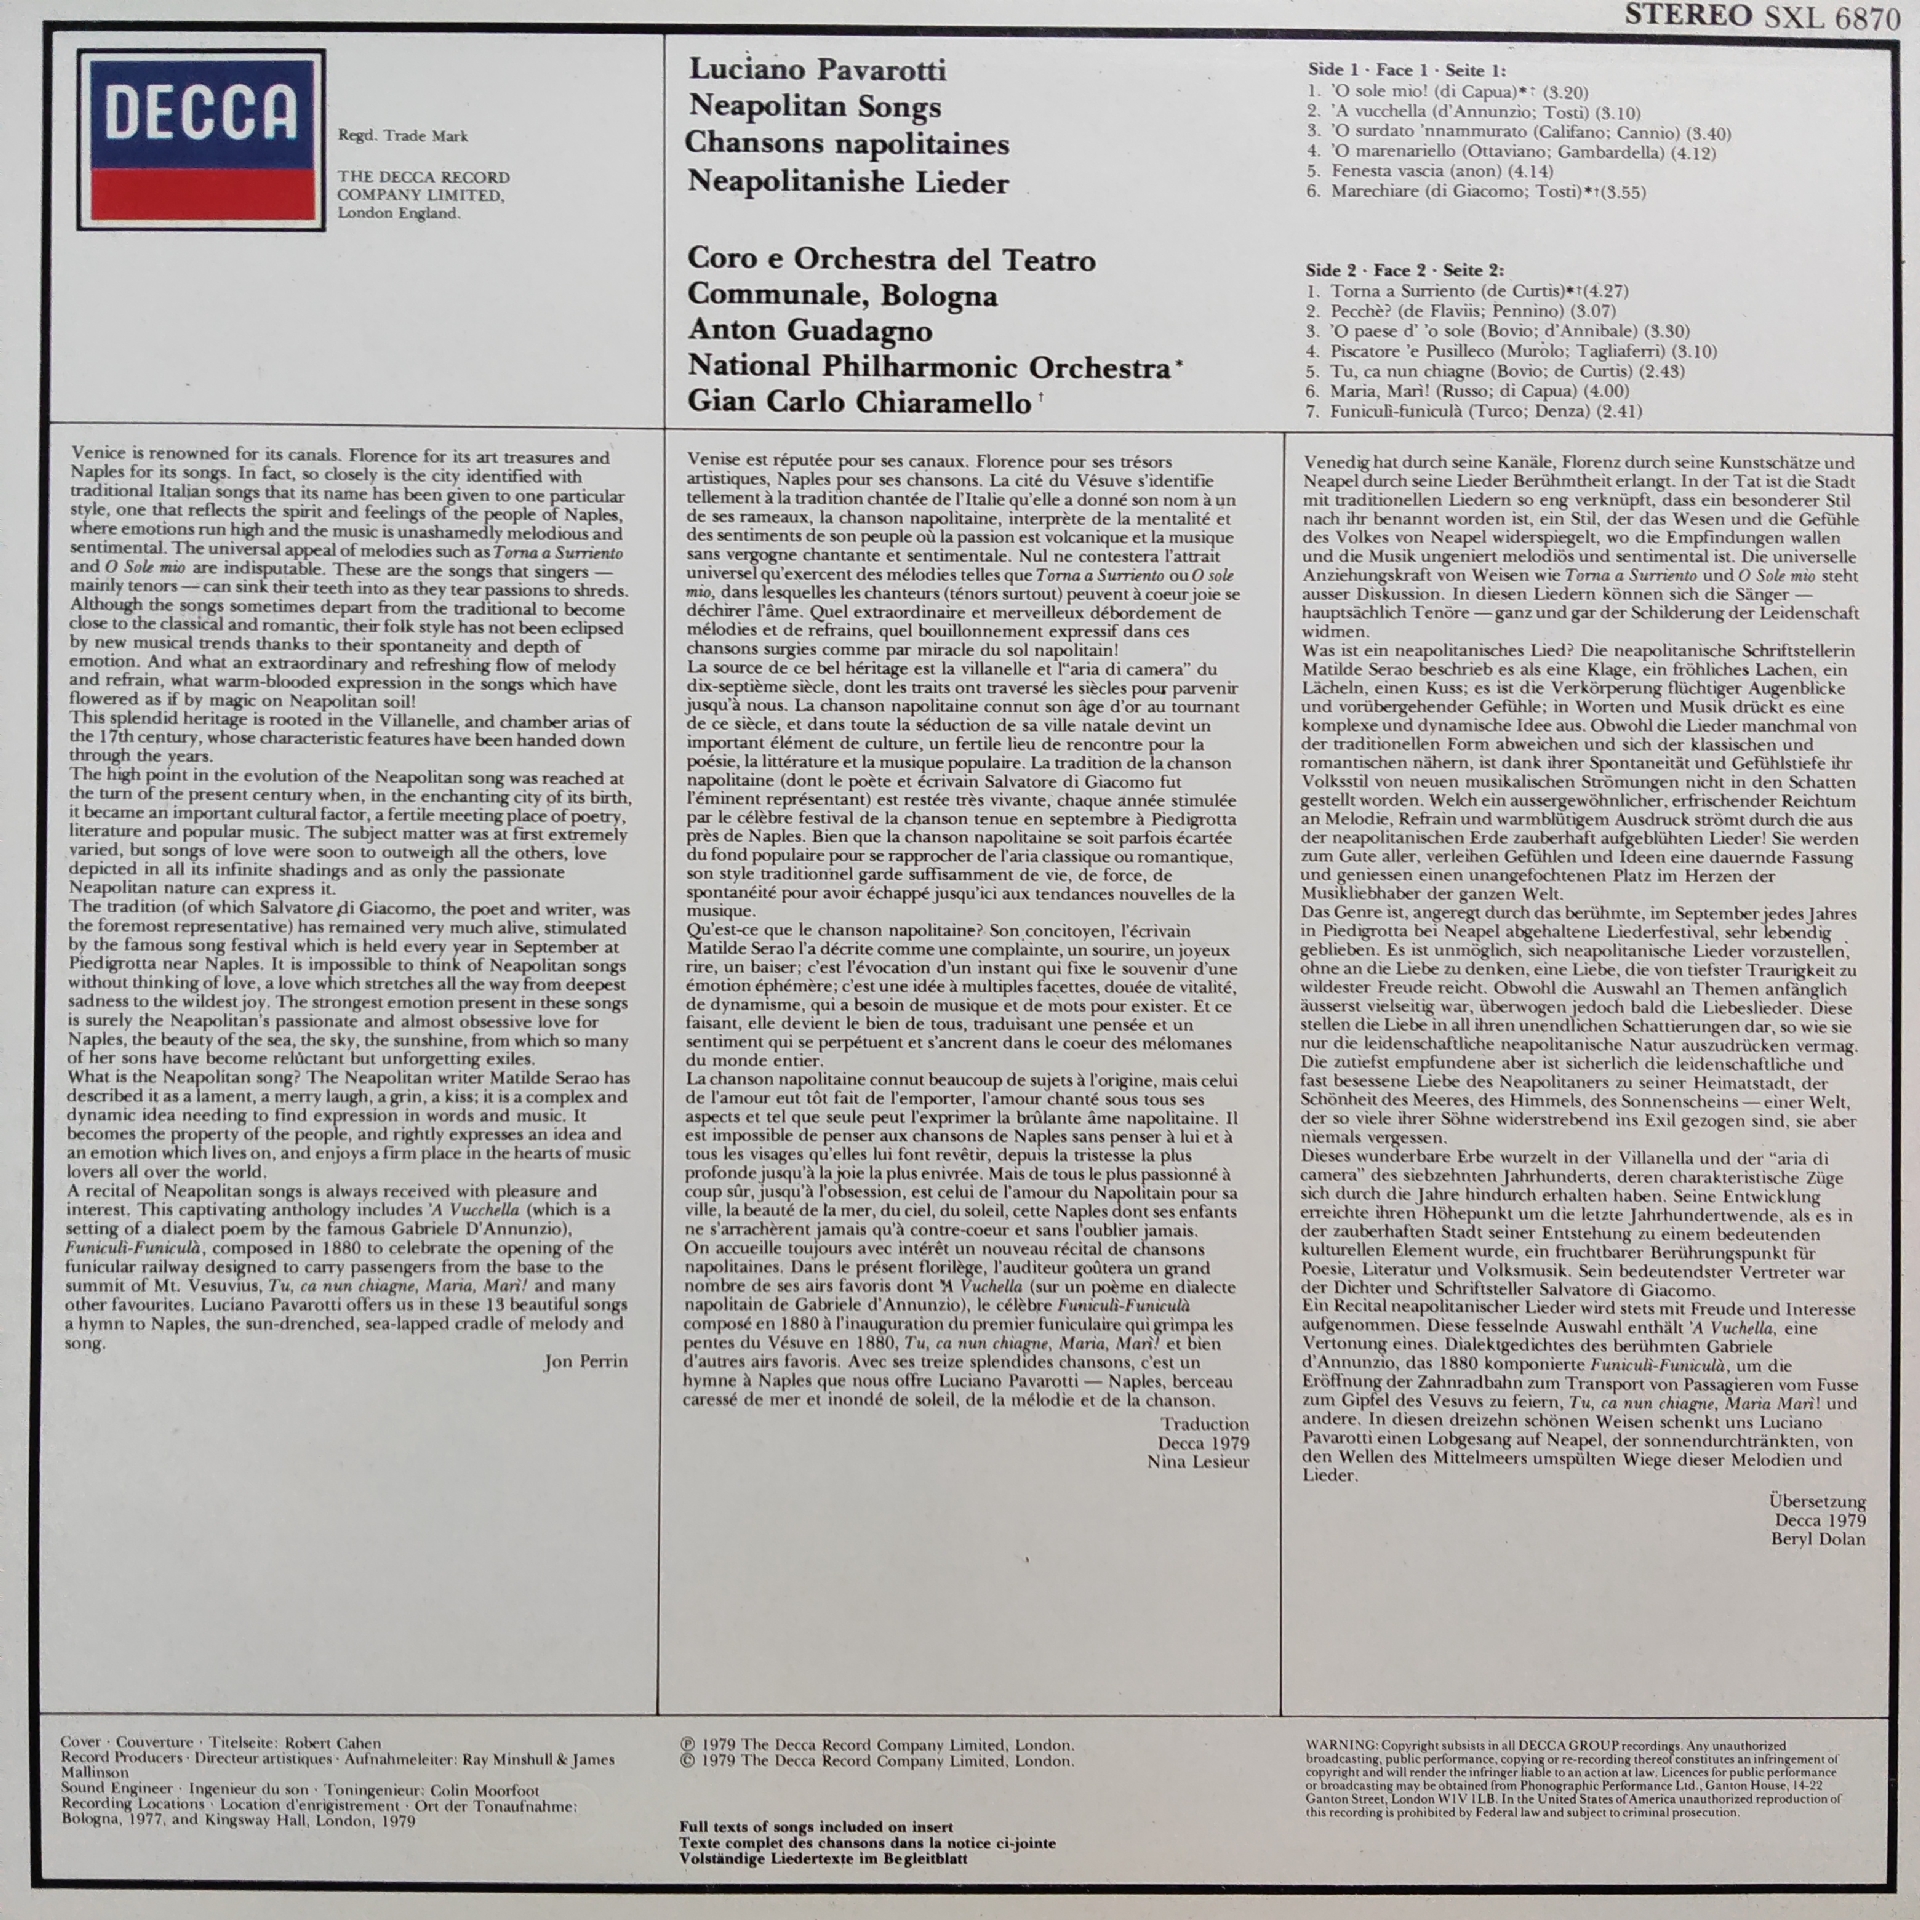 STEREO SXL 6870
DECCA
Regd. Trade Mark
THE DECCA RECORD
COMPANY LIMITED,
London England.
Luciano Pavarotti
Neapolitan Songs
Chansons napolitaines
Neapolitanishe Lieder
Coro e Orchestra del Teatro
Communale, Bologna
Anton Guadagno
National Philharmonic Orchestra*
Gian Carlo Chiaramello†
Side 1 · Face 1 · Seite 1:
1. 'O sole mio! (di Capua)*† (3.20)
2. 'A vucchella (d'Annunzio; Tosti) (3.10)
3. 'O surdato 'nnammurato (Califano; Cannio) (3.40)
4. 'O marenariello (Ottaviano; Gambardella) (4.12)
5. Fenesta vascia (anon) (4.14)
6. Marechiare (di Giacomo; Tosti)*†(3.55)
Side 2 · Face 2 · Seite 2:
1. Torna a Surriento (de Curtis)*†(4.27)
2. Pecchè? (de Flaviis; Pennino) (3.07)
3. 'O paese d' 'o sole (Bovio; d'Annibale) (3.30)
4. Piscatore 'e Pusilleco (Murolo; Tagliaferri) (3.10)
5. Tu, ca nun chiagne (Bovio; de Curtis) (2.43)
6. Maria, Marì! (Russo; di Capua) (4.00)
7. Funiculì-funiculà (Turco; Denza) (2.41)
Venice is renowned for its canals. Florence for its art treasures and
Naples for its songs. In fact, so closely is the city identified with
traditional Italian songs that its name has been given to one particular
style, one that reflects the spirit and feelings of the people of Naples,
where emotions run high and the music is unashamedly melodious and
sentimental. The universal appeal of melodies such as Torna a Surriento
and O Sole mio are indisputable. These are the songs that singers —
mainly tenors — can sink their teeth into as they tear passions to shreds.
Although the songs sometimes depart from the traditional to become
close to the classical and romantic, their folk style has not been eclipsed
by new musical trends thanks to their spontaneity and depth of
emotion. And what an extraordinary and refreshing flow of melody
and refrain, what warm-blooded expression in the songs which have
flowered as if by magic on Neapolitan soil!
This splendid heritage is rooted in the Villanelle, and chamber arias of
the 17th century, whose characteristic features have been handed down
through the years.
The high point in the evolution of the Neapolitan song was reached at
the turn of the present century when, in the enchanting city of its birth,
it became an important cultural factor, a fertile meeting place of poetry,
literature and popular music. The subject matter was at first extremely
varied, but songs of love were soon to outweigh all the others, love
depicted in all its infinite shadings and as only the passionate
Neapolitan nature can express it.
The tradition (of which Salvatore di Giacomo, the poet and writer, was
the foremost representative) has remained very much alive, stimulated
by the famous song festival which is held every year in September at
Piedigrotta near Naples. It is impossible to think of Neapolitan songs
without thinking of love, a love which stretches all the way from deepest
sadness to the wildest joy. The strongest emotion present in these songs
is surely the Neapolitan's passionate and almost obsessive love for
Naples, the beauty of the sea, the sky, the sunshine, from which so many
of her sons have become reluctant but unforgetting exiles.
What is the Neapolitan song? The Neapolitan writer Matilde Serao has
described it as a lament, a merry laugh, a grin, a kiss; it is a complex and
dynamic idea needing to find expression in words and music. It
becomes the property of the people, and rightly expresses an idea and
an emotion which lives on, and enjoys a firm place in the hearts of music
lovers all over the world.
A recital of Neapolitan songs is always received with pleasure and
interest. This captivating anthology includes 'A Vucchella (which is a
setting of a dialect poem by the famous Gabriele D'Annunzio),
Funiculì-Funiculà, composed in 1880 to celebrate the opening of the
funicular railway designed to carry passengers from the base to the
summit of Mt. Vesuvius, Tu, ca nun chiagne, Maria, Marì! and many
other favourites. Luciano Pavarotti offers us in these 13 beautiful songs
a hymn to Naples, the sun-drenched, sea-lapped cradle of melody and
song.
Jon Perrin
Venise est réputée pour ses canaux. Florence pour ses trésors
artistiques, Naples pour ses chansons. La cité du Vésuve s'identifie
tellement à la tradition chantée de l'Italie qu'elle a donné son nom à un
de ses rameaux, la chanson napolitaine, interprète de la mentalité et
des sentiments de son peuple où la passion est volcanique et la musique
sans vergogne chantante et sentimentale. Nul ne contestera l'attrait
universel qu'exercent des mélodies telles que Torna a Surriento ou O sole
mio, dans lesquelles les chanteurs (ténors surtout) peuvent à coeur joie se
déchirer l'âme. Quel extraordinaire et merveilleux débordement de
mélodies et de refrains, quel bouillonnement expressif dans ces
chansons surgies comme par miracle du sol napolitain!
La source de ce bel héritage est la villanelle et l'"aria di camera" du
dix-septième siècle, dont les traits ont traversé les siècles pour parvenir
jusqu'à nous. La chanson napolitaine connut son âge d'or au tournant
de ce siècle, et dans toute la séduction de sa ville natale devint un
important élément de culture, un fertile lieu de rencontre pour la
poésie, la littérature et la musique populaire. La tradition de la chanson
napolitaine (dont le poète et écrivain Salvatore di Giacomo fut
l'éminent représentant) est restée très vivante, chaque année stimulée
par le célèbre festival de la chanson tenue en septembre à Piedigrotta
près de Naples. Bien que la chanson napolitaine se soit parfois écartée
du fond populaire pour se rapprocher de l'aria classique ou romantique,
son style traditionnel garde suffisamment de vie, de force, de
spontanéité pour avoir échappé jusqu'ici aux tendances nouvelles de la
musique.
Qu'est-ce que le chanson napolitaine? Son concitoyen, l'écrivain
Matilde Serao l'a décrite comme une complainte, un sourire, un joyeux
rire, un baiser; c'est l'évocation d'un instant qui fixe le souvenir d'une
émotion éphémère; c'est une idée à multiples facettes, douée de vitalité,
de dynamisme, qui a besoin de musique et de mots pour exister. Et ce
faisant, elle devient le bien de tous, traduisant une pensée et un
sentiment qui se perpétuent et s'ancrent dans le coeur des mélomanes
du monde entier.
La chanson napolitaine connut beaucoup de sujets à l'origine, mais celui
de l'amour eut tôt fait de l'emporter, l'amour chanté sous tous ses
aspects et tel que seule peut l'exprimer la brûlante âme napolitaine. Il
est impossible de penser aux chansons de Naples sans penser à lui et à
tous les visages qu'elles lui font revêtir, depuis la tristesse la plus
profonde jusqu'à la joie la plus enivrée. Mais de tous le plus passionné à
coup sûr, jusqu'à l'obsession, est celui de l'amour du Napolitain pour sa
ville, la beauté de la mer, du ciel, du soleil, cette Naples dont ses enfants
ne s'arrachèrent jamais qu'à contre-coeur et sans l'oublier jamais.
On accueille toujours avec intérêt un nouveau récital de chansons
napolitaines. Dans le présent florilège, l'auditeur goûtera un grand
nombre de ses airs favoris dont 'A Vuchella (sur un poème en dialecte
napolitain de Gabriele d'Annunzio), le célèbre Funiculì-Funiculà
composé en 1880 à l'inauguration du premier funiculaire qui grimpa les
pentes du Vésuve en 1880, Tu, ca nun chiagne, Maria, Marì! et bien
d'autres airs favoris. Avec ses treize splendides chansons, c'est un
hymne à Naples que nous offre Luciano Pavarotti — Naples, berceau
caressé de mer et inondé de soleil, de la mélodie et de la chanson.
Traduction
Decca 1979
Nina Lesieur
Venedig hat durch seine Kanäle, Florenz durch seine Kunstschätze und
Neapel durch seine Lieder Berühmtheit erlangt. In der Tat ist die Stadt
mit traditionellen Liedern so eng verknüpft, dass ein besonderer Stil
nach ihr benannt worden ist, ein Stil, der das Wesen und die Gefühle
des Volkes von Neapel widerspiegelt, wo die Empfindungen wallen
und die Musik ungeniert melodiös und sentimental ist. Die universelle
Anziehungskraft von Weisen wie Torna a Surriento und O Sole mio steht
ausser Diskussion. In diesen Liedern können sich die Sänger —
hauptsächlich Tenöre — ganz und gar der Schilderung der Leidenschaft
widmen.
Was ist ein neapolitanisches Lied? Die neapolitanische Schriftstellerin
Matilde Serao beschrieb es als eine Klage, ein fröhliches Lachen, ein
Lächeln, einen Kuss; es ist die Verkörperung flüchtiger Augenblicke
und vorübergehender Gefühle; in Worten und Musik drückt es eine
komplexe und dynamische Idee aus. Obwohl die Lieder manchmal von
der traditionellen Form abweichen und sich der klassischen und
romantischen nähern, ist dank ihrer Spontaneität und Gefühlstiefe ihr
Volksstil von neuen musikalischen Strömungen nicht in den Schatten
gestellt worden. Welch ein aussergewöhnlicher, erfrischender Reichtum
an Melodie, Refrain und warmblütigem Ausdruck strömt durch die aus
der neapolitanischen Erde zauberhaft aufgeblühten Lieder! Sie werden
zum Gute aller, verleihen Gefühlen und Ideen eine dauernde Fassung
und geniessen einen unangefochtenen Platz im Herzen der
Musikliebhaber der ganzen Welt.
Das Genre ist, angeregt durch das berühmte, im September jedes Jahres
in Piedigrotta bei Neapel abgehaltene Liederfestival, sehr lebendig
geblieben. Es ist unmöglich, sich neapolitanische Lieder vorzustellen,
ohne an die Liebe zu denken, eine Liebe, die von tiefster Traurigkeit zu
wildester Freude reicht. Obwohl die Auswahl an Themen anfänglich
äusserst vielseitig war, überwogen jedoch bald die Liebeslieder. Diese
stellen die Liebe in all ihren unendlichen Schattierungen dar, so wie sie
nur die leidenschaftliche neapolitanische Natur auszudrücken vermag.
Die zutiefst empfundene aber ist sicherlich die leidenschaftliche und
fast besessene Liebe des Neapolitaners zu seiner Heimatstadt, der
Schönheit des Meeres, des Himmels, des Sonnenscheins — einer Welt,
der so viele ihrer Söhne widerstrebend ins Exil gezogen sind, sie aber
niemals vergessen.
Dieses wunderbare Erbe wurzelt in der Villanella und der "aria di
camera" des siebzehnten Jahrhunderts, deren charakteristische Züge
sich durch die Jahre hindurch erhalten haben. Seine Entwicklung
erreichte ihren Höhepunkt um die letzte Jahrhundertwende, als es in
der zauberhaften Stadt seiner Entstehung zu einem bedeutenden
kulturellen Element wurde, ein fruchtbarer Berührungspunkt für
Poesie, Literatur und Volksmusik. Sein bedeutendster Vertreter war
der Dichter und Schriftsteller Salvatore di Giacomo.
Ein Recital neapolitanischer Lieder wird stets mit Freude und Interesse
aufgenommen. Diese fesselnde Auswahl enthält 'A Vuchella, eine
Vertonung eines. Dialektgedichtes des berühmten Gabriele
d'Annunzio, das 1880 komponierte Funiculì-Funiculà, um die
Eröffnung der Zahnradbahn zum Transport von Passagieren vom Fusse
zum Gipfel des Vesuvs zu feiern, Tu, ca nun chiagne, Maria Marì! und
andere. In diesen dreizehn schönen Weisen schenkt uns Luciano
Pavarotti einen Lobgesang auf Neapel, der sonnendurchtränkten, von
den Wellen des Mittelmeers umspülten Wiege dieser Melodien und
Lieder.
Übersetzung
Decca 1979
Beryl Dolan
Cover · Couverture · Titelseite: Robert Cahen
Record Producers · Directeur artistiques · Aufnahmeleiter: Ray Minshull & James
Mallinson
Sound Engineer · Ingenieur du son · Toningenieur: Colin Moorfoot
Recording Locations · Location d'enrigistrement · Ort der Tonaufnahme:
Bologna, 1977, and Kingsway Hall, London, 1979
℗ 1979 The Decca Record Company Limited, London.
© 1979 The Decca Record Company Limited, London.
Full texts of songs included on insert
Texte complet des chansons dans la notice ci-jointe
Volständige Liedertexte im Begleitblatt
WARNING: Copyright subsists in all DECCA GROUP recordings. Any unauthorized
broadcasting, public performance, copying or re-recording thereof constitutes an infringement of
copyright and will render the infringer liable to an action at law. Licences for public performance
or broadcasting may be obtained from Phonographic Performance Ltd., Ganton House, 14-22
Ganton Street, London W1V 1LB. In the United States of America unauthorized reproduction of
this recording is prohibited by Federal law and subject to criminal prosecution.